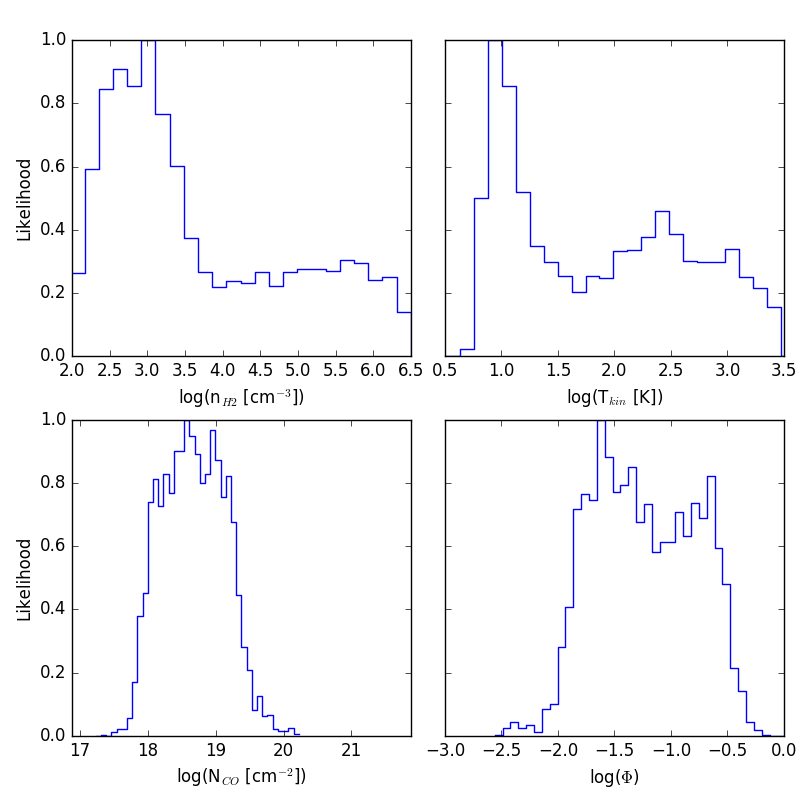 Likelihood
1.0
0.8
0.6
0.4
0.2
0.0
2.0 2.5 3.0 3.5 4.0 4.5 5.0 5.5 6.0 6.5
log(n_{H2} [cm^{-3}])
0.5 1.0 1.5 2.0 2.5 3.0 3.5
log(T_{kin} [K])
Likelihood
1.0
0.8
0.6
0.4
0.2
0.0
17 18 19 20 21
log(N_{CO} [cm^{-2}])
−3.0 −2.5 −2.0 −1.5 −1.0 −0.5 0.0
log(Φ)